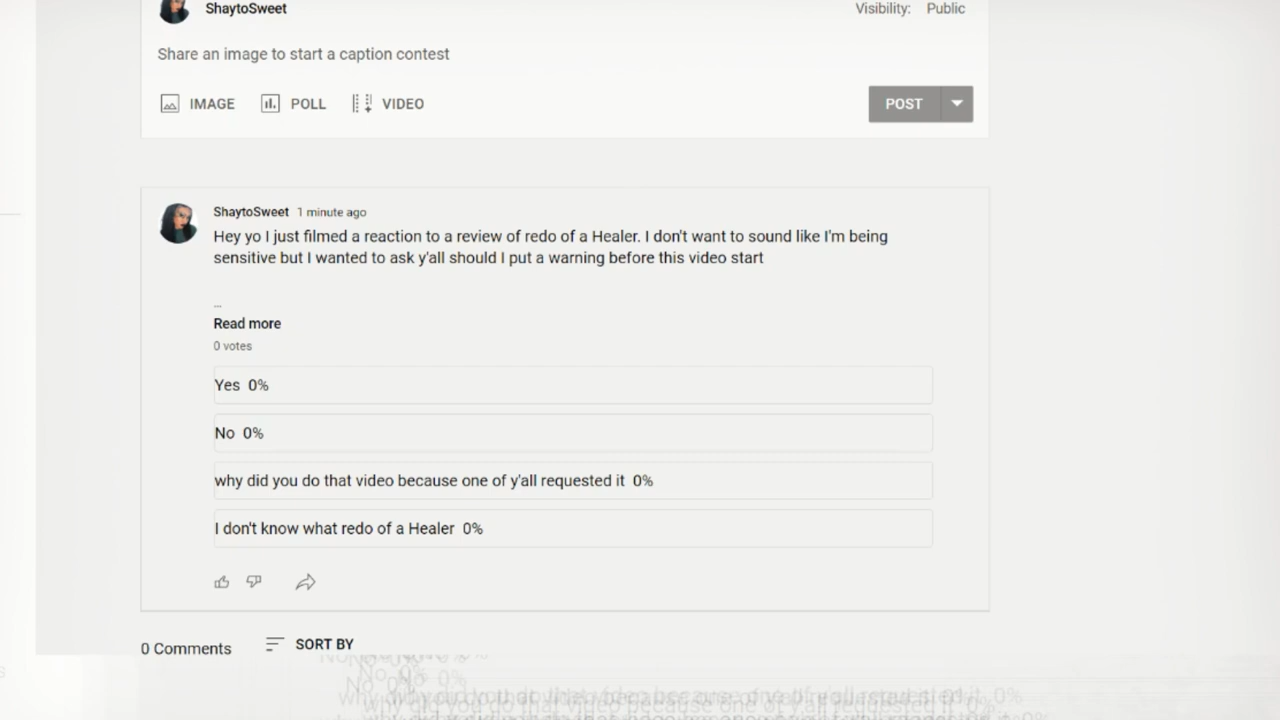 ShaytoSweet Visibility: Public
Share an image to start a caption contest
IMAGE POLL VIDEO POST
ShaytoSweet 1 minute ago
Hey yo I just filmed a reaction to a review of redo of a Healer. I don't want to sound like I'm being
sensitive but I wanted to ask y'all should I put a warning before this video start
...
Read more
0 votes
Yes 0%
No 0%
why did you do that video because one of y'all requested it 0%
I don't know what redo of a Healer 0%
0 Comments SORT BY